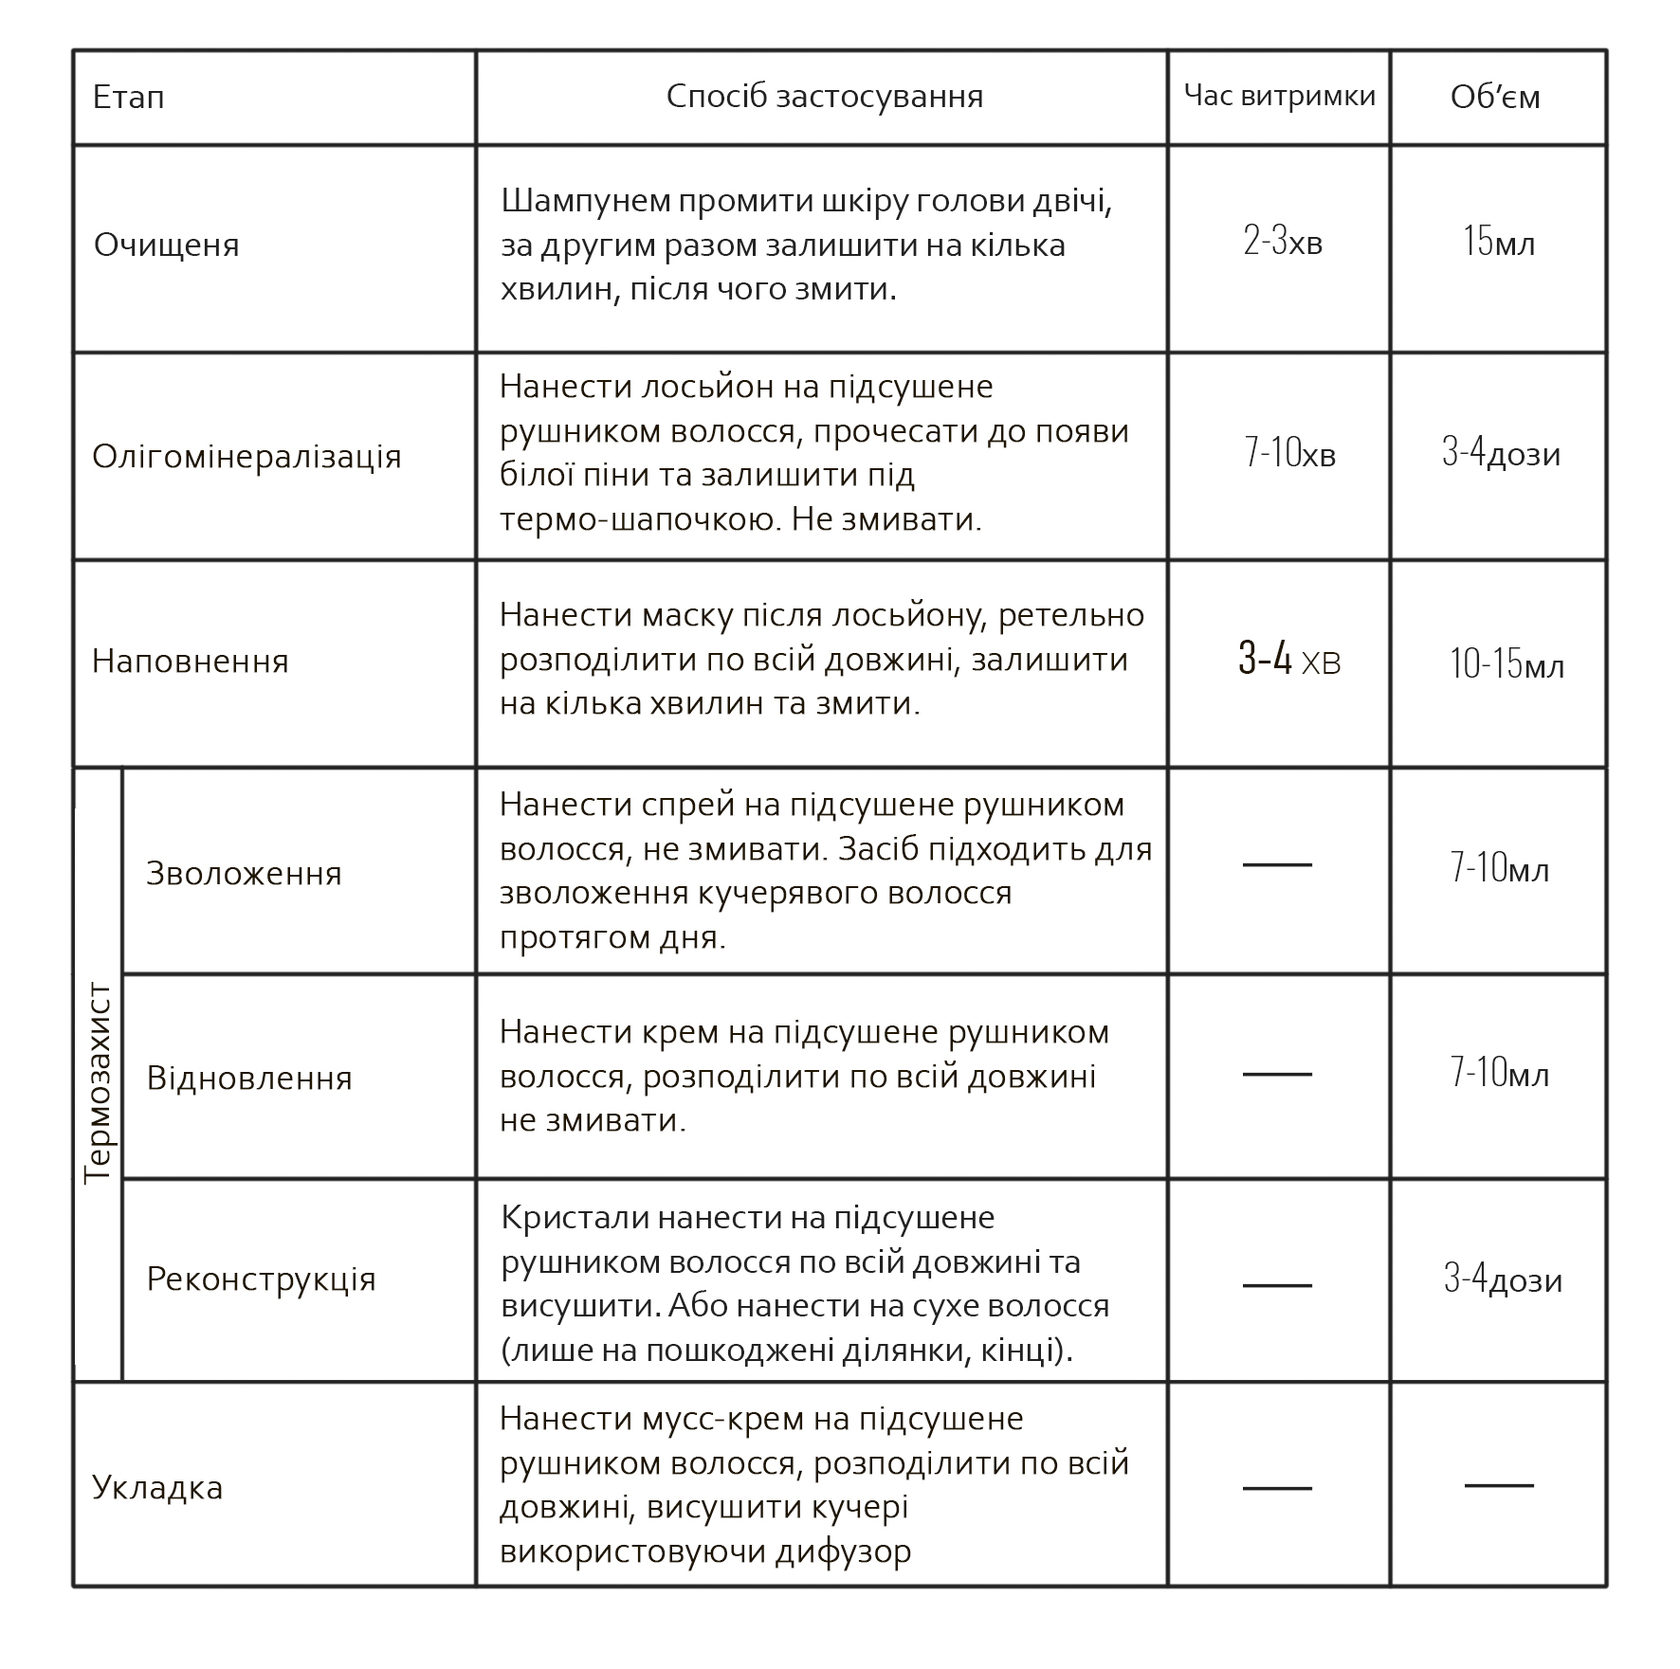 Етап
Спосіб застосування
Час витримки
Об’єм
Очищеня
Шампунем промити шкіру голови двічі,
за другим разом залишити на кілька
хвилин, після чого змити.
2-3хв
15мл
Олігомінералізація
Нанести лосьйон на підсушене
рушником волосся, прочесати до появи
білої піни та залишити під
термо-шапочкою. Не змивати.
7-10хв
3-4дози
Наповнення
Нанести маску після лосьйону, ретельно
розподілити по всій довжині, залишити
на кілька хвилин та змити.
3-4 хв
10-15мл
Термозахист
Зволоження
Нанести спрей на підсушене рушником
волосся, не змивати. Засіб підходить для
зволоження кучерявого волосся
протягом дня.
—
7-10мл
Відновлення
Нанести крем на підсушене рушником
волосся, розподілити по всій довжині
не змивати.
—
7-10мл
Реконструкція
Кристали нанести на підсушене
рушником волосся по всій довжині та
висушити. Або нанести на сухе волосся
(лише на пошкоджені ділянки, кінці).
—
3-4дози
Укладка
Нанести мусс-крем на підсушене
рушником волосся, розподілити по всій
довжині, висушити кучері
використовуючи дифузор
—
—